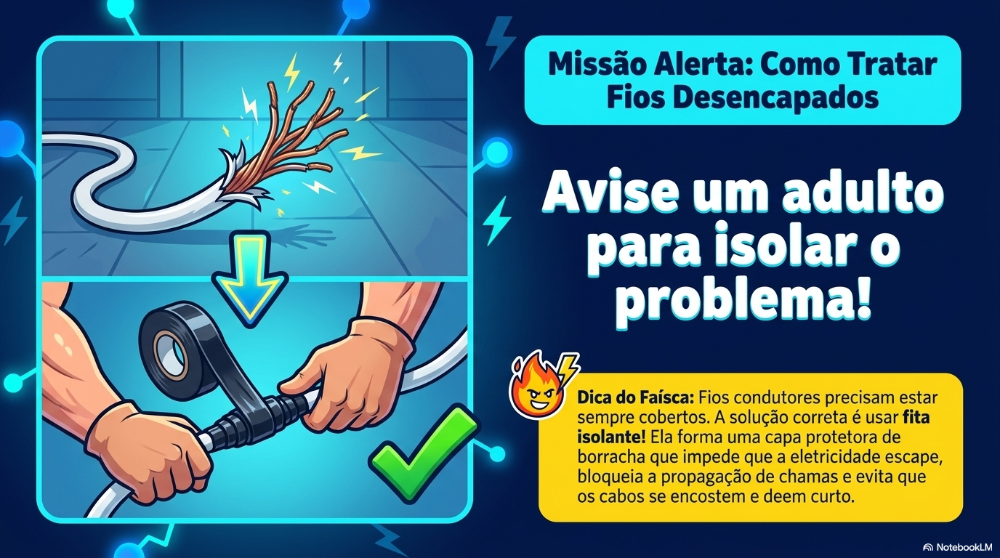 Missão Alerta: Como Tratar
Fios Desencapados
Avise um adulto
para isolar o
problema!
Dica do Faísca: Fios condutores precisam estar
sempre cobertos. A solução correta é usar fita
isolante! Ela forma uma capa protetora de
borracha que impede que a eletricidade escape,
bloqueia a propagação de chamas e evita que
os cabos se encostem e deem curto.
NotebookLM